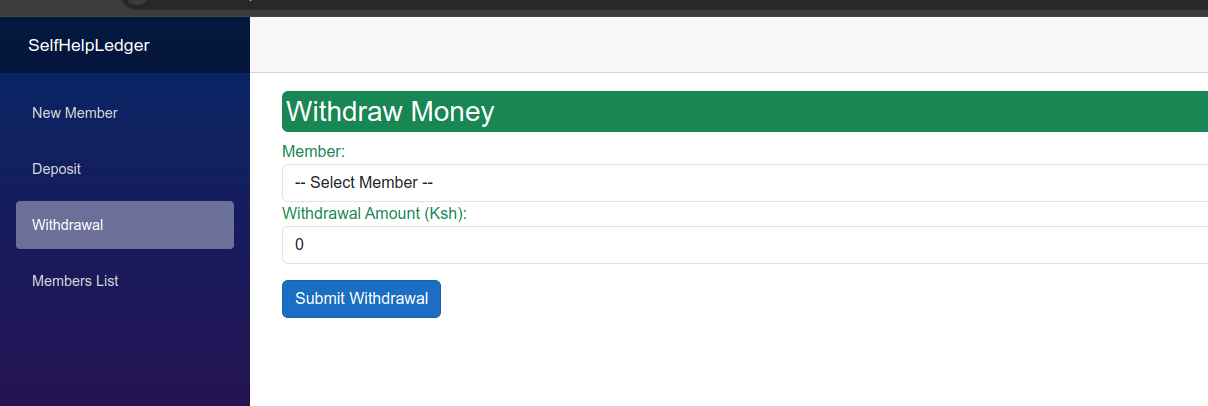 SelfHelpLedger
New Member
Deposit
Withdrawal
Members List
Withdraw Money
Member:
-- Select Member --
Withdrawal Amount (Ksh):
0
Submit Withdrawal